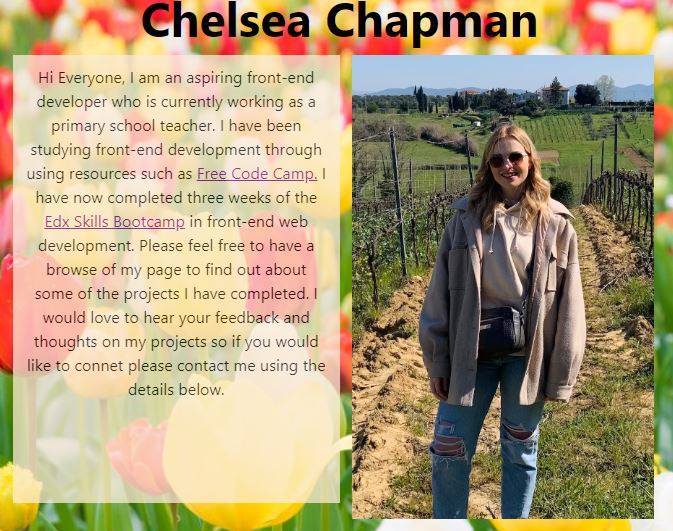 Chelsea Chapman
Hi Everyone, I am an aspiring front-end
developer who is currently working as a
primary school teacher. I have been
studying front-end development through
using resources such as Free Code Camp. I
have now completed three weeks of the
Edx Skills Bootcamp in front-end web
development. Please feel free to have a
browse of my page to find out about
some of the projects I have completed. I
would love to hear your feedback and
thoughts on my projects so if you would
like to connet please contact me using the
details below.